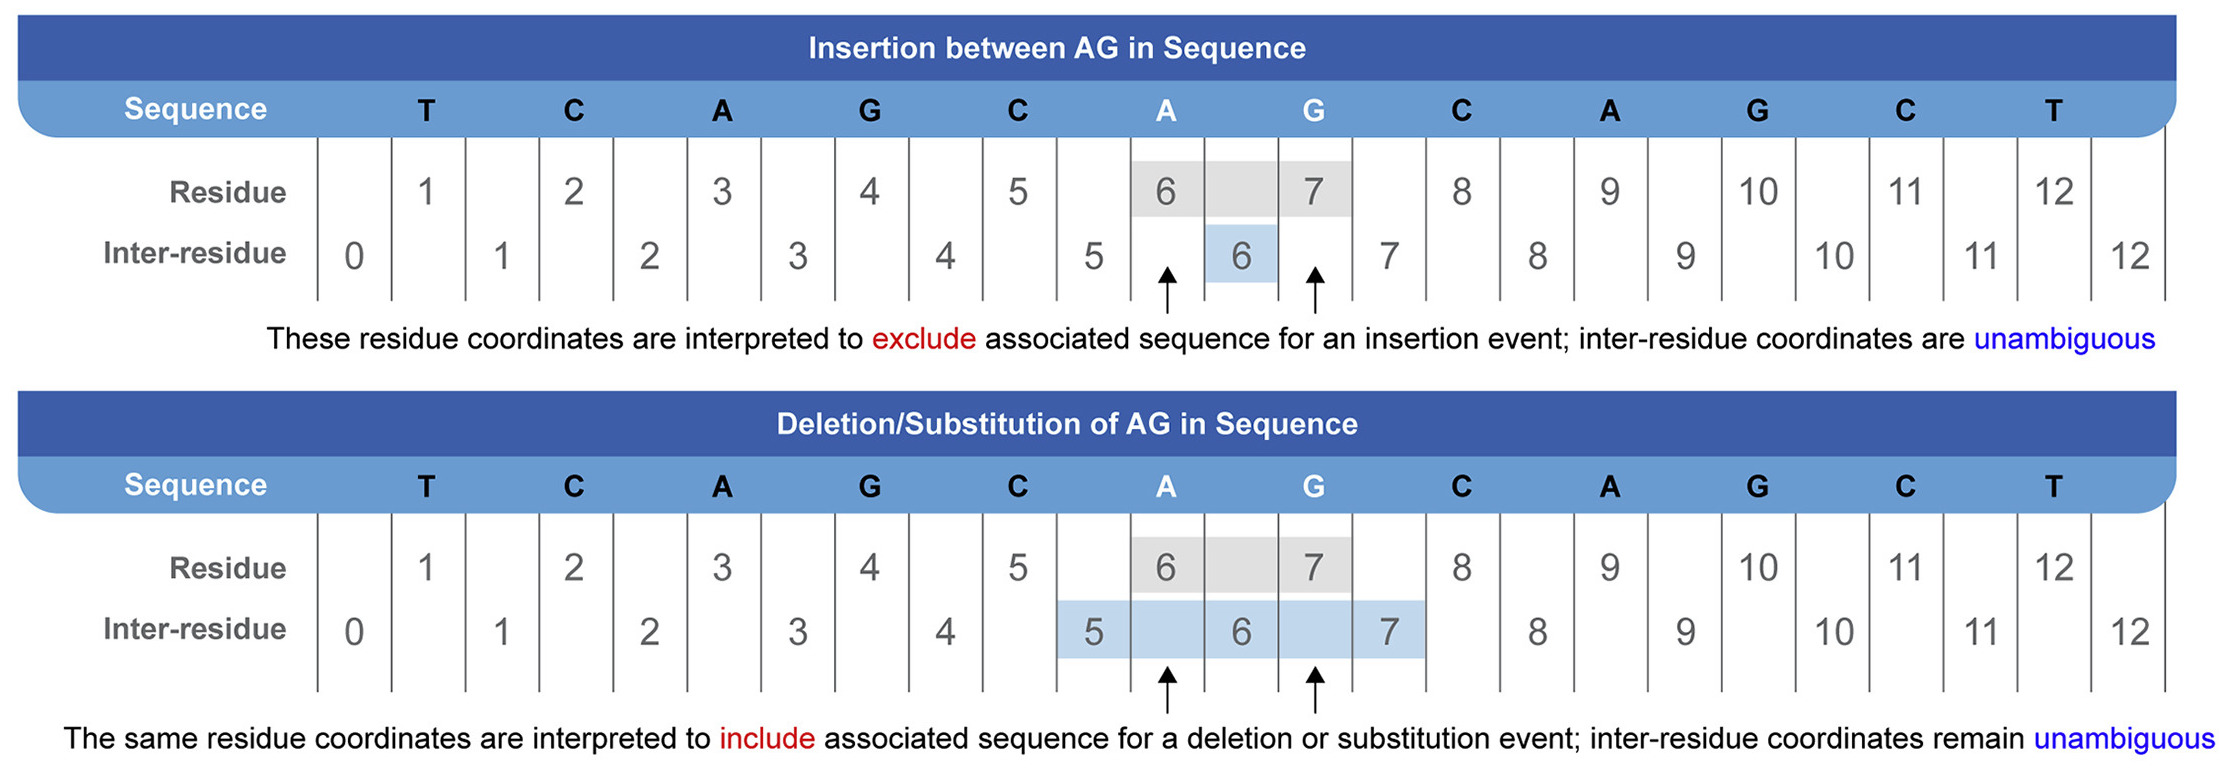 Insertion between AG in Sequence
Sequence T C A G C A G C A G C T
Residue 1 2 3 4 5 6 7 8 9 10 11 12
Inter-residue 0 1 2 3 4 5 6 7 8 9 10 11 12
These residue coordinates are interpreted to exclude associated sequence for an insertion event; inter-residue coordinates are unambiguous
Deletion/Substitution of AG in Sequence
Sequence T C A G C A G C A G C T
Residue 1 2 3 4 5 6 7 8 9 10 11 12
Inter-residue 0 1 2 3 4 5 6 7 8 9 10 11 12
The same residue coordinates are interpreted to include associated sequence for a deletion or substitution event; inter-residue coordinates remain unambiguous